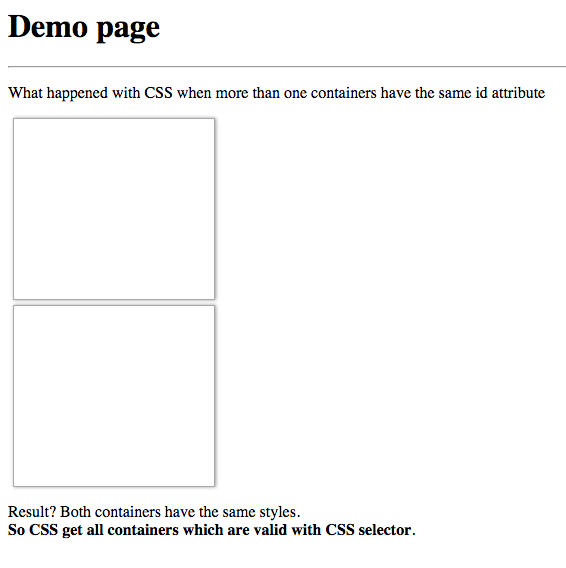 Demo page
What happened with CSS when more than one containers have the same id attribute
Result? Both containers have the same styles.
So CSS get all containers which are valid with CSS selector.